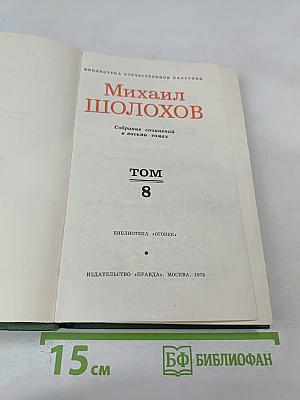 БИБЛИОТЕКА ОТЕЧЕСТВЕННОЙ КЛАССИКИ
Михаил
ШОЛОХОВ
Собрание сочинений
в восьми томах
ТОМ
8
БИБЛИОТЕКА «ОГОНЕК»
ИЗДАТЕЛЬСТВО «ПРАВДА». МОСКВА. 1975
15 см
БФ БИБЛИОФАН